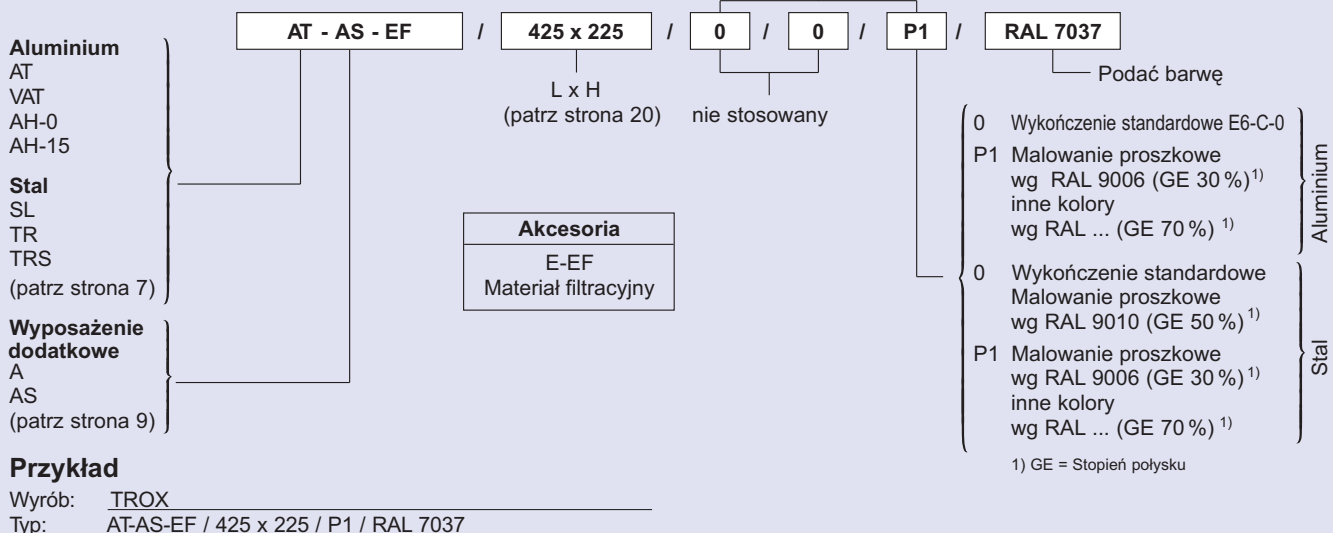 AT - AS - EF / 425 x 225 / 0 / 0 / P1 / RAL 7037
Aluminium
AT
VAT
AH-0
AH-15
Stal
SL
TR
TRS
(patrz strona 7)
Wyposażenie
dodatkowe
A
AS
(patrz strona 9)
L x H
(patrz strona 20)
nie stosowany
Podać barwę
Akcesoria
E-EF
Materiał filtracyjny
0 Wykończenie standardowe E6-C-0
P1 Malowanie proszkowe
wg RAL 9006 (GE 30 %) 1)
inne kolory
wg RAL ... (GE 70 %) 1)
Aluminium
0 Wykończenie standardowe
Malowanie proszkowe
wg RAL 9010 (GE 50 %) 1)
P1 Malowanie proszkowe
wg RAL 9006 (GE 30 %) 1)
inne kolory
wg RAL ... (GE 70 %) 1)
Stal
1) GE = Stopień połysku
Przykład
Wyrób: TROX
Typ: AT-AS-EF / 425 x 225 / P1 / RAL 7037